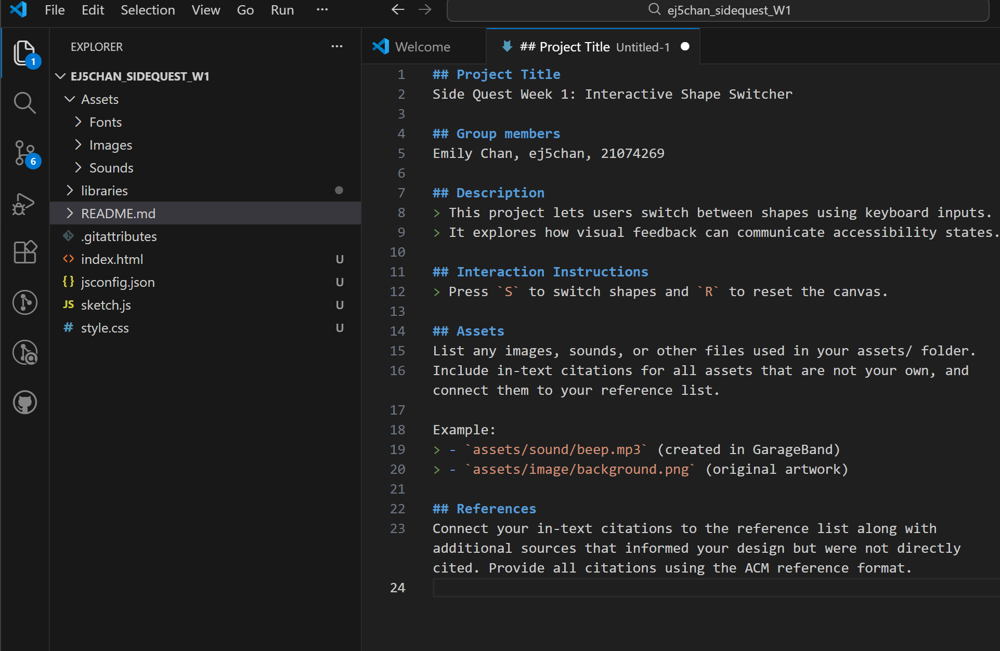 File Edit Selection View Go Run ··· ej5chan_sidequest_W1
EXPLORER ···
EJ5CHAN_SIDEQUEST_W1
Assets
Fonts
Images
Sounds
libraries
README.md
.gitattributes
<> index.html U
{} jsconfig.json U
JS sketch.js U
# style.css U
1
6
Welcome
## Project Title Untitled-1
1 ## Project Title
2 Side Quest Week 1: Interactive Shape Switcher
3
4 ## Group members
5 Emily Chan, ej5chan, 21074269
6
7 ## Description
8 > This project lets users switch between shapes using keyboard inputs.
9 > It explores how visual feedback can communicate accessibility states.
10
11 ## Interaction Instructions
12 > Press `S` to switch shapes and `R` to reset the canvas.
13
14 ## Assets
15 List any images, sounds, or other files used in your assets/ folder.
16 Include in-text citations for all assets that are not your own, and
connect them to your reference list.
17
18 Example:
19 > - `assets/sound/beep.mp3` (created in GarageBand)
20 > - `assets/image/background.png` (original artwork)
21
22 ## References
23 Connect your in-text citations to the reference list along with
additional sources that informed your design but were not directly
cited. Provide all citations using the ACM reference format.
24